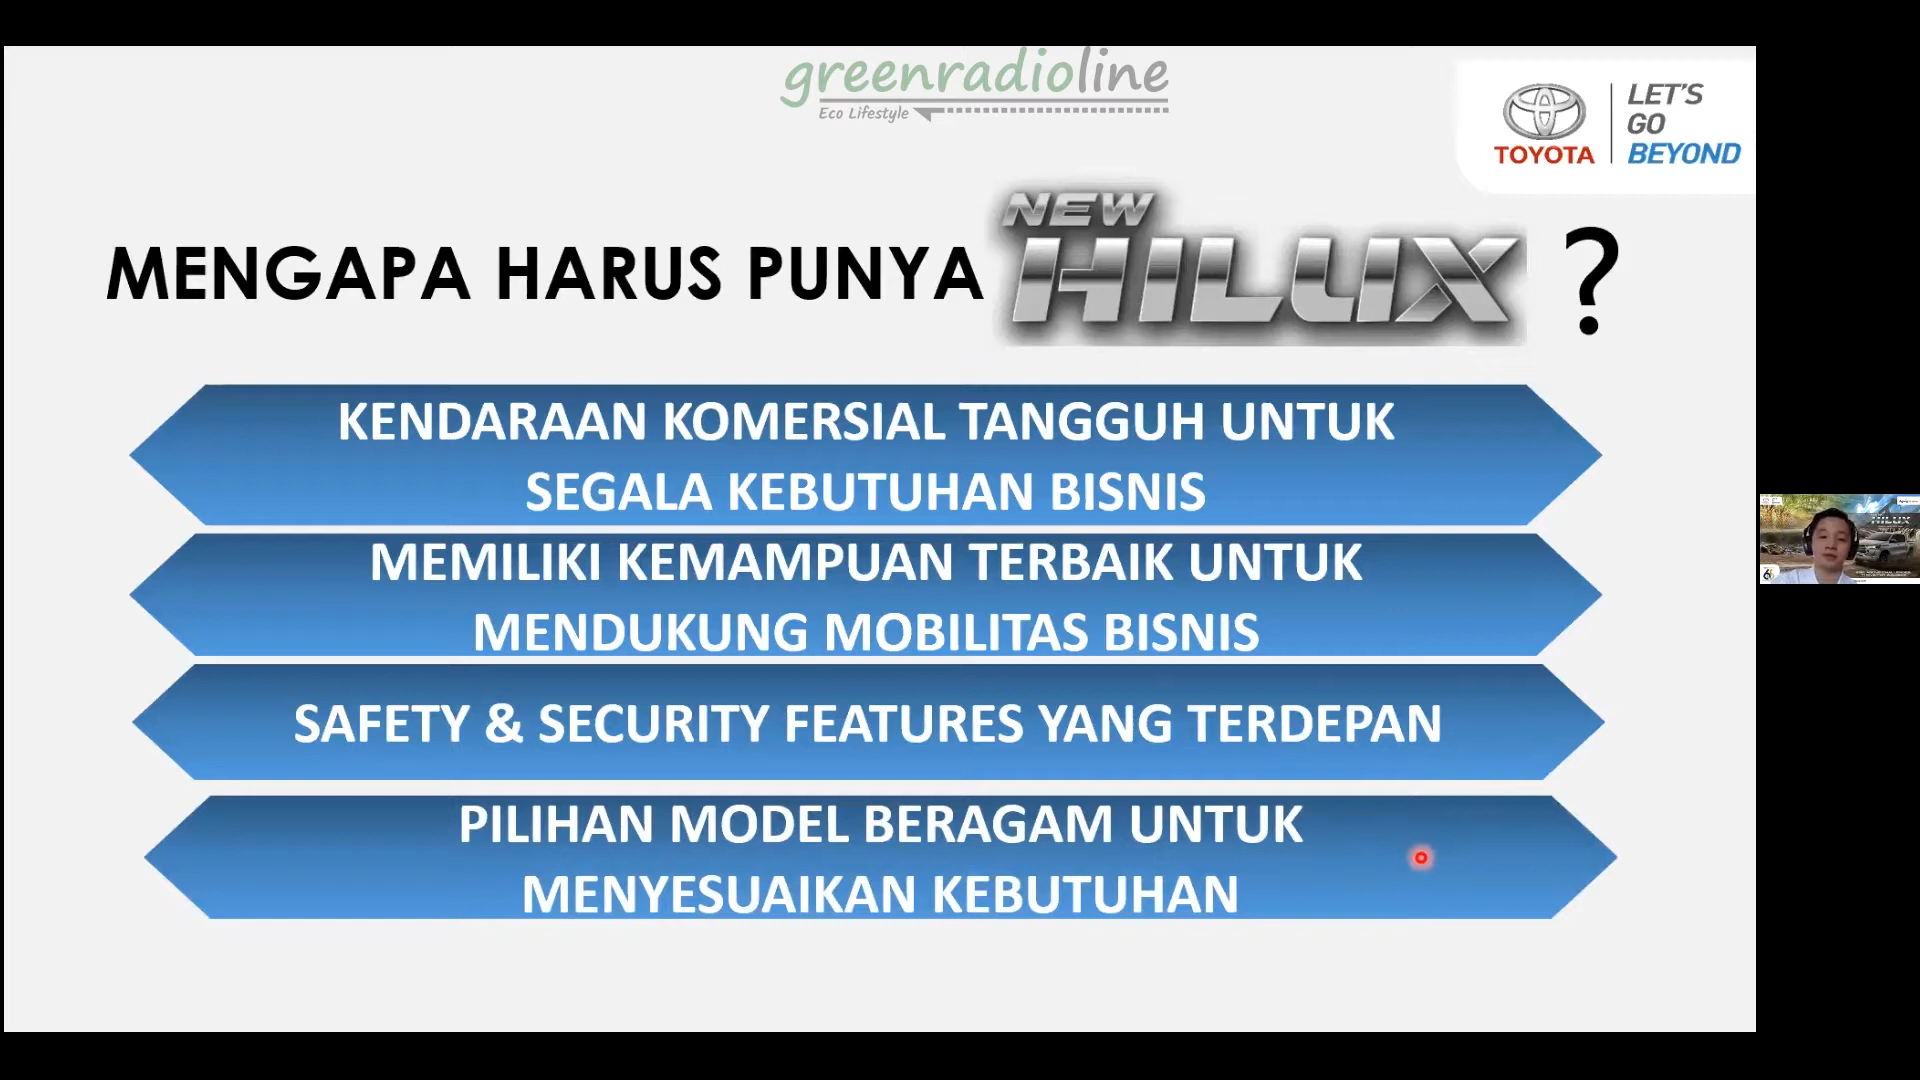 greenradioline
Eco Lifestyle
TOYOTA
LET'S
GO
BEYOND
MENGAPA HARUS PUNYA NEW HILUX ?
KENDARAAN KOMERSIAL TANGGUH UNTUK
SEGALA KEBUTUHAN BISNIS
MEMILIKI KEMAMPUAN TERBAIK UNTUK
MENDUKUNG MOBILITAS BISNIS
SAFETY & SECURITY FEATURES YANG TERDEPAN
PILIHAN MODEL BERAGAM UNTUK
MENYESUAIKAN KEBUTUHAN
HILUX